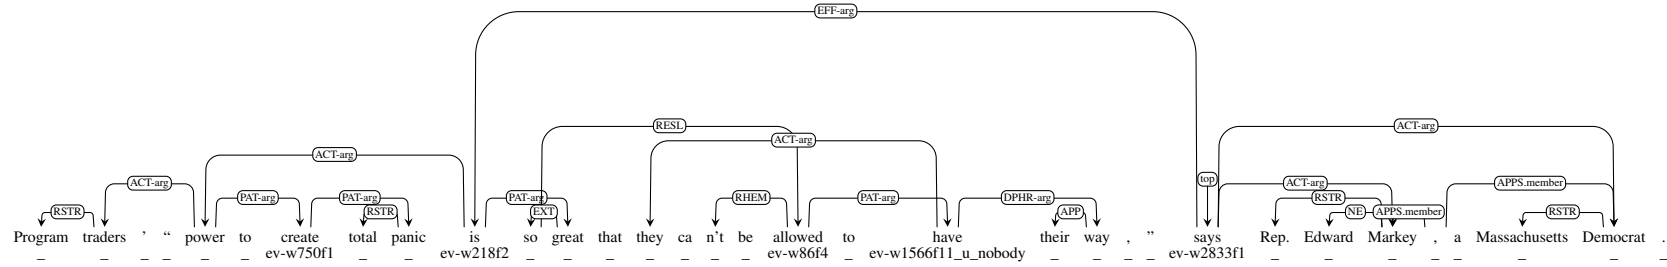 EFF-arg
RESL
ACT-arg
ACT-arg
ACT-arg
ACT-arg
top
ACT-arg
APPS.member
PAT-arg
PAT-arg
PAT-arg
RHEM
PAT-arg
DPHR-arg
RSTR
RSTR
RSTR
EXT
APP
NE
APPS.member
RSTR
Program traders ’ “ power to create total panic is so great that they ca n’t be allowed to have their way , ” says Rep. Edward Markey , a Massachusetts Democrat .
_ _ _ _ _ _ ev-w750f1 _ _ ev-w218f2 _ _ _ _ _ _ _ ev-w86f4 _ ev-w1566f11_u_nobody _ _ _ _ ev-w2833f1 _ _ _ _ _ _ _ _